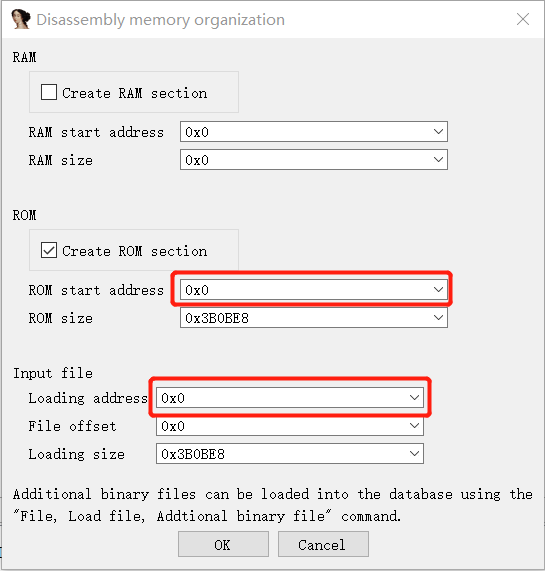 Disassembly memory organization
RAM
Create RAM section
RAM start address 0x0
RAM size 0x0
ROM
Create ROM section
ROM start address 0x0
ROM size 0x3B0BE8
Input file
Loading address 0x0
File offset 0x0
Loading size 0x3B0BE8
Additional binary files can be loaded into the database using the
"File, Load file, Addtional binary file" command.
OK Cancel